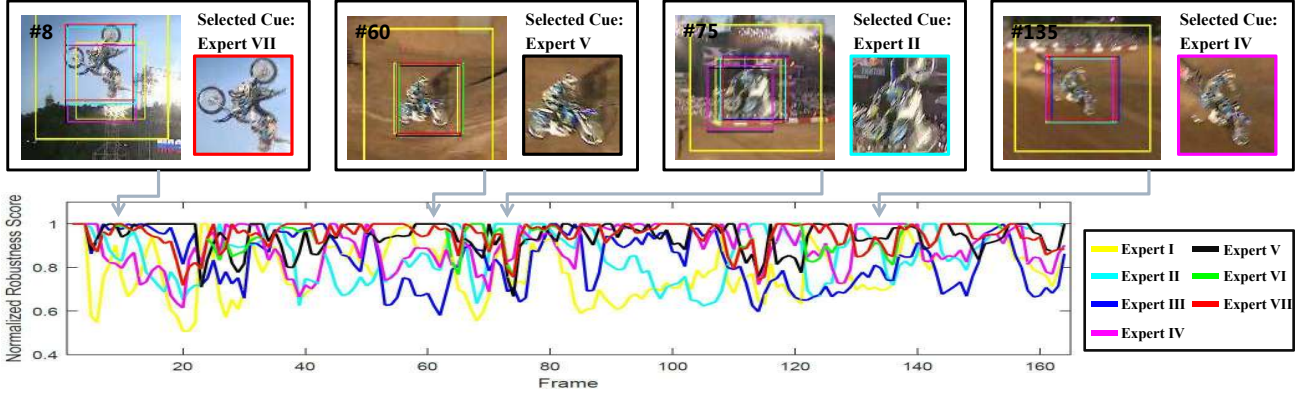 #8
Selected Cue:
Expert VII
#60
Selected Cue:
Expert V
#75
Selected Cue:
Expert II
#135
Selected Cue:
Expert IV
Normalized Robustness Score
1
0.8
0.6
0.4
20
40
60
80
100
120
140
160
Frame
Expert I
Expert V
Expert II
Expert VI
Expert III
Expert VII
Expert IV